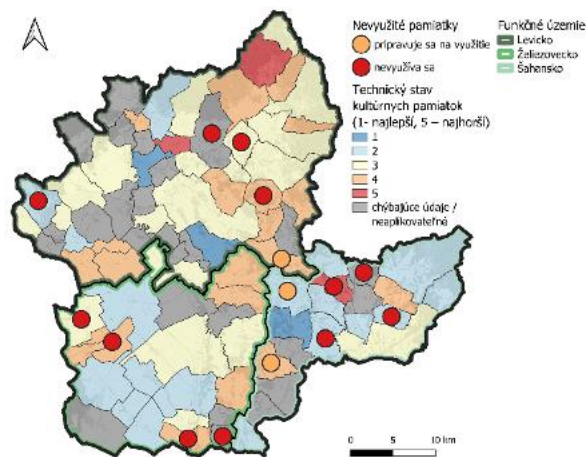 Nevyužité pamiatky
pripravuje sa na využitie
nevyužíva sa
Technický stav
kultúrnych pamiatok
(1- najlepší, 5 – najhorší)
1
2
3
4
5
chýbajúce údaje /
neaplikovateľné
Funkčné územie
Levicko
Želiezovecko
Šahansko
0 5 10 km